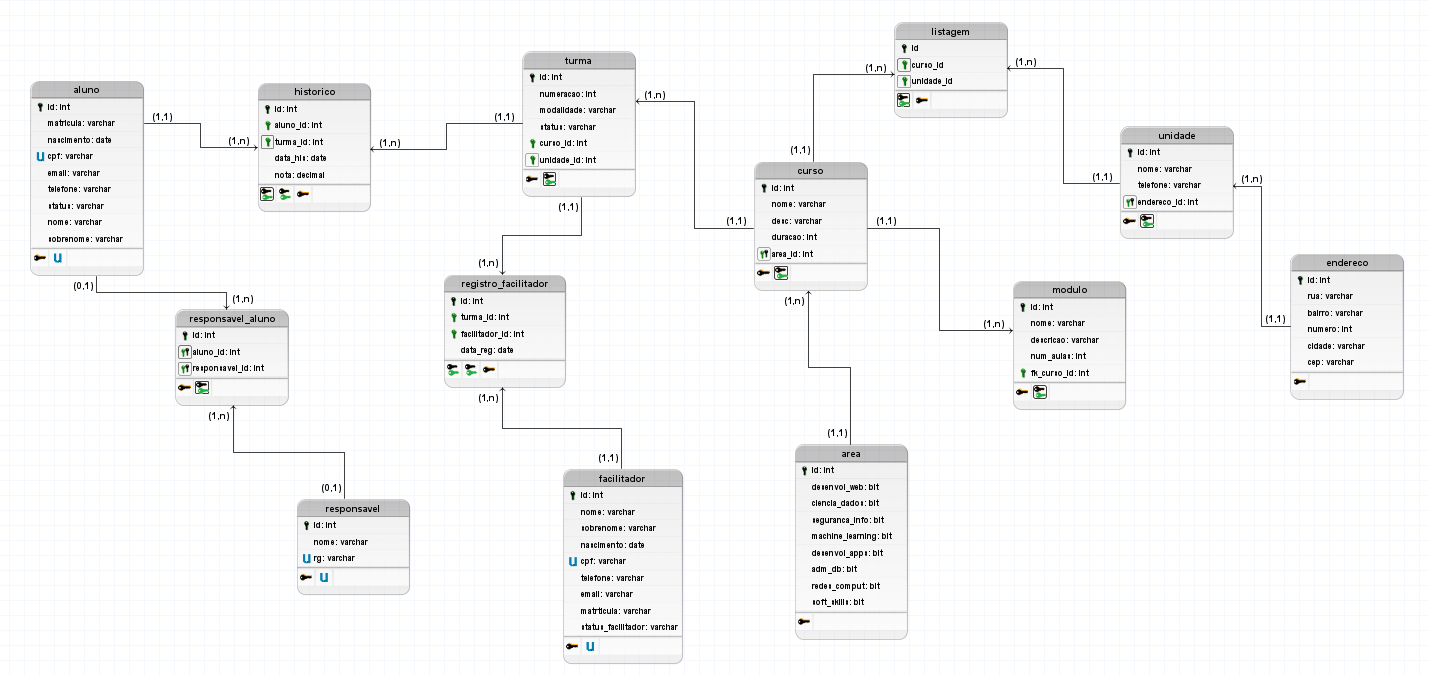 aluno
id: int
matricula: varchar
nascimento: date
cpf: varchar
email: varchar
telefone: varchar
status: varchar
nome: varchar
sobrenome: varchar
(1,1)
(1,n)
(0,1)
(1,n)
historico
id: int
aluno_id: int
turma_id: int
data_his: date
nota: decimal
(1,n)
(1,1)
turma
id: int
numeracao: int
modalidade: varchar
status: varchar
curso_id: int
unidade_id: int
(1,n)
(1,1)
(1,1)
(1,n)
responsavel_aluno
id: int
aluno_id: int
responsavel_id: int
(1,n)
(0,1)
responsavel
id: int
nome: varchar
rg: varchar
registro_facilitador
id: int
turma_id: int
facilitador_id: int
data_reg: date
(1,n)
(1,1)
facilitador
id: int
nome: varchar
sobrenome: varchar
nascimento: date
cpf: varchar
telefone: varchar
email: varchar
matrticula: varchar
status_facilitador: varchar
listagem
id
curso_id
unidade_id
(1,n)
(1,n)
(1,1)
curso
id: int
nome: varchar
desc: varchar
duracao: int
area_id: int
(1,1)
(1,n)
(1,n)
(1,1)
area
id: int
desenvol_web: bit
ciencia_dados: bit
seguranca_info: bit
machine_learning: bit
desenvol_apps: bit
adm_db: bit
redes_comput: bit
soft_skills: bit
modulo
id: int
nome: varchar
descricao: varchar
num_aulas: int
fk_curso_id: int
(1,1)
unidade
id: int
nome: varchar
telefone: varchar
endereco_id: int
(1,n)
(1,1)
endereco
id: int
rua: varchar
bairro: varchar
numero: int
cidade: varchar
cep: varchar